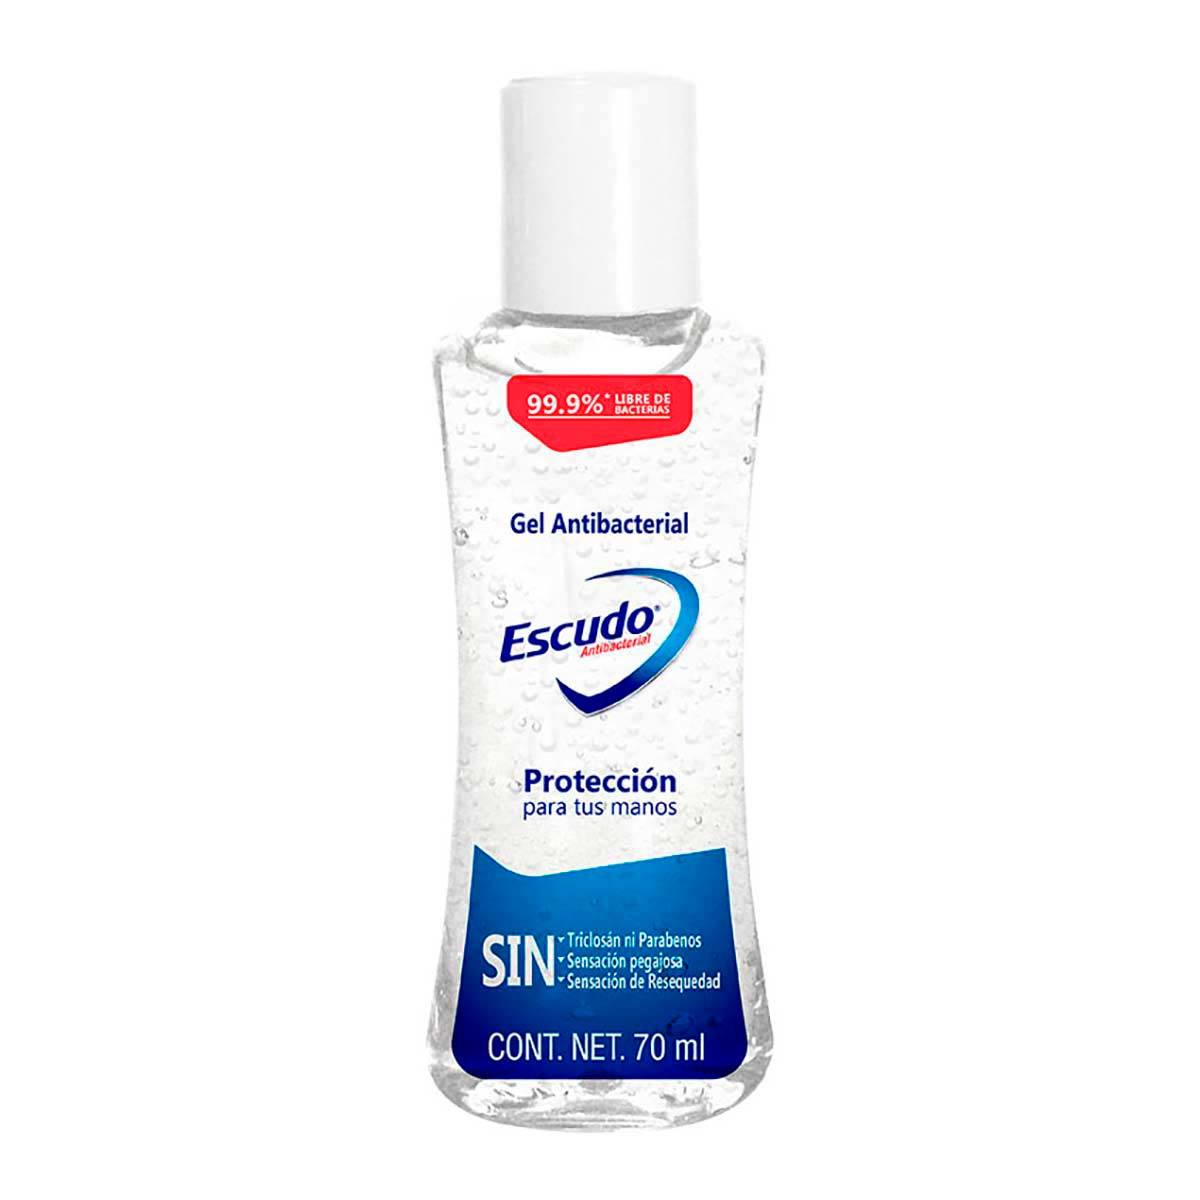 99.9%* LIBRE DE
BACTERIAS
Gel Antibacterial
Escudo®
Antibacterial
Protección
para tus manos
SIN Triclosán ni Parabenos
Sensación pegajosa
Sensación de Resequedad
CONT. NET. 70 ml